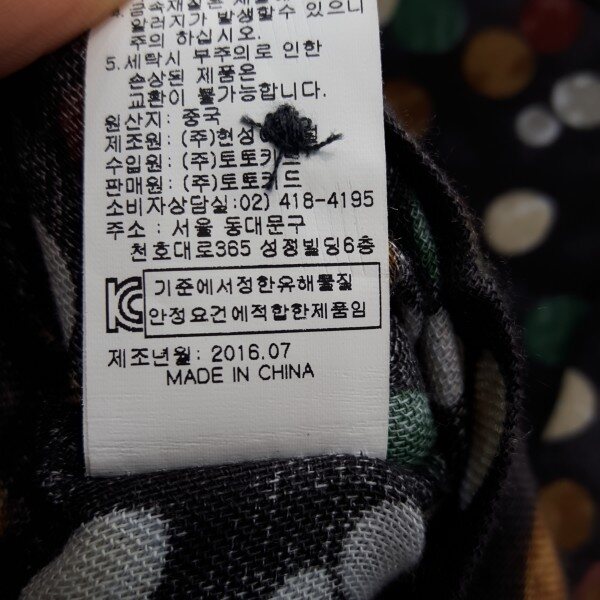 알러지가 발생할수 있으니
주의 하십시오.
5.세탁시 부주의로 인한
손상된 제품은
교환이 불가능합니다.
원산지: 중국
제조원: (주)현성
수입원: (주)토토키드
판매원: (주)토토키드
소비자상담실:02) 418-4195
주소 : 서울 동대문구
천호대로365 성정빌딩6층
KC
기준에서정한유해물질
안정요건에적합한제품임
제조년월: 2016.07
MADE IN CHINA